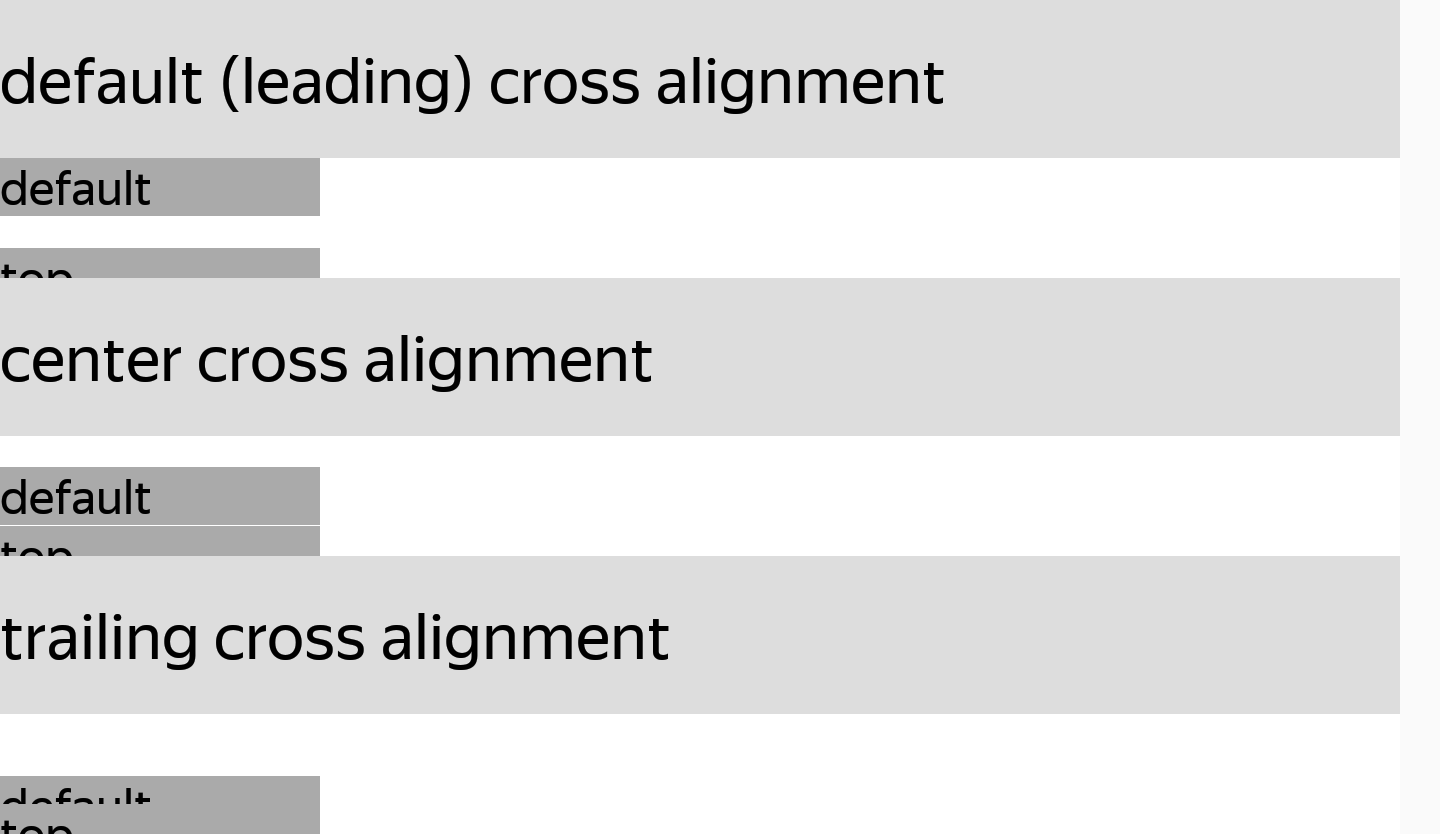 default (leading) cross alignment
default
top
center cross alignment
default
top
trailing cross alignment
default
top